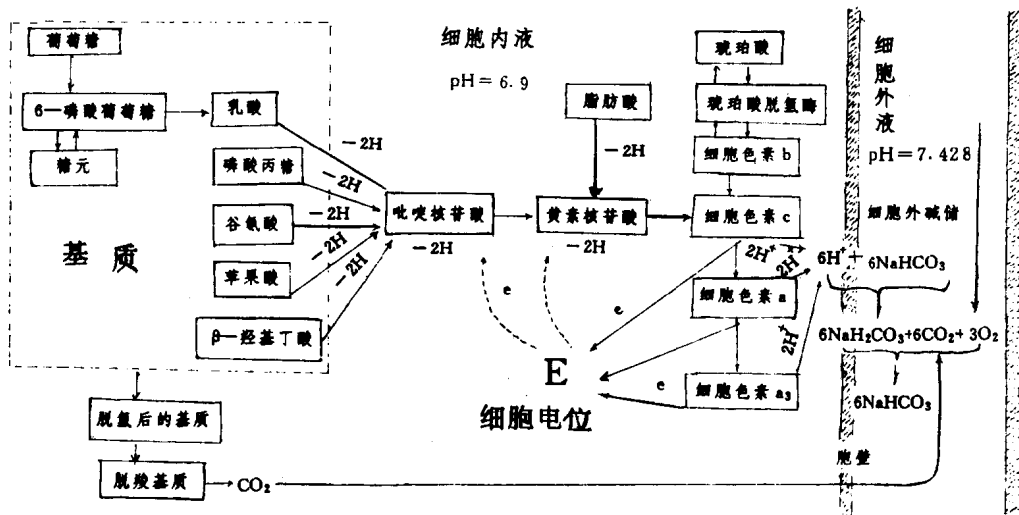 葡萄糖
6—磷酸葡萄糖
糖元
基质
乳酸
磷酸丙糖
谷氨酸
苹果酸
β—羟基丁酸
脱氢后的基质
脱羧基质
CO₂
细胞内液
pH=6.9
−2H
−2H
−2H
−2H
−2H
吡啶核苷酸
−2H
脂肪酸
−2H
黄素核苷酸
−2H
琥珀酸
琥珀酸脱氢酶
细胞色素b
细胞色素c
2H⁺
2H⁺⁺
细胞色素a
2H⁺
细胞色素a₃
e
e
e
E
细胞电位
细胞外液
pH=7.428
细胞外碱储
6H⁺+6NaHCO₃
6NaH₂CO₃+6CO₂+3O₂
6NaHCO₃
胞壁